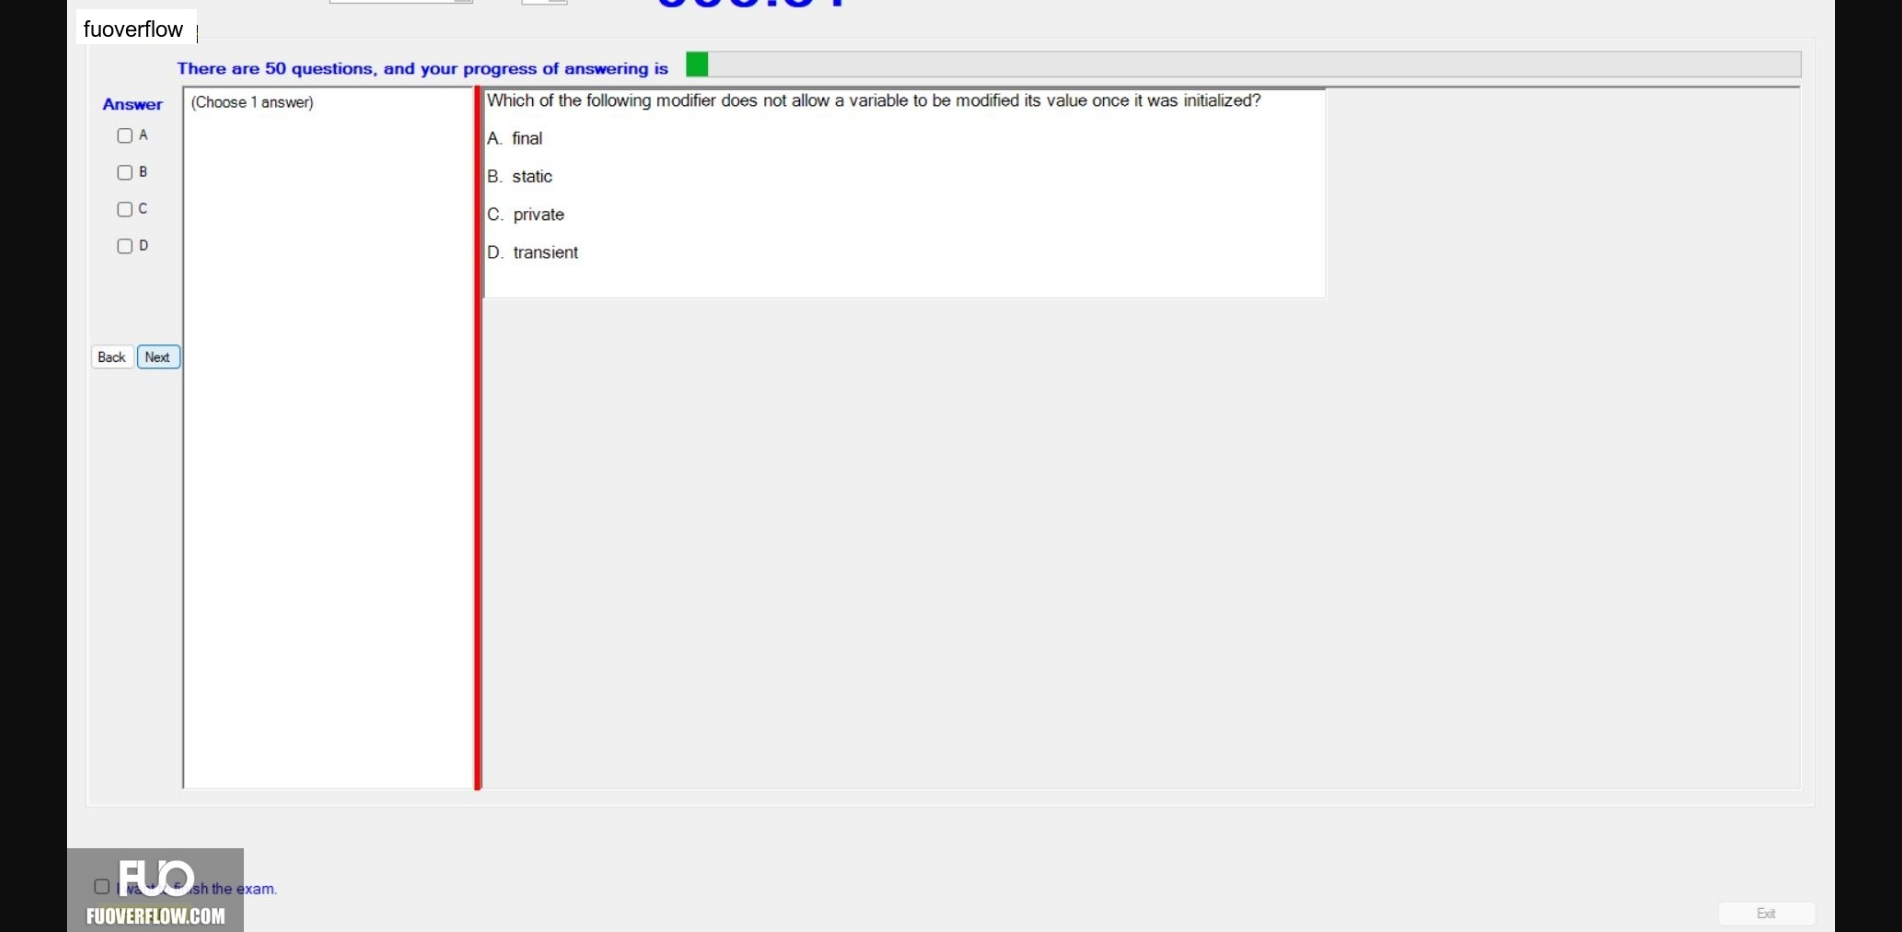 fuoverflow
There are 50 questions, and your progress of answering is
Answer
(Choose 1 answer)
A
B
C
D
Back Next
Which of the following modifier does not allow a variable to be modified its value once it was initialized?
A. final
B. static
C. private
D. transient
FUO
I want finish the exam.
FUOVERFLOW.COM
Exit